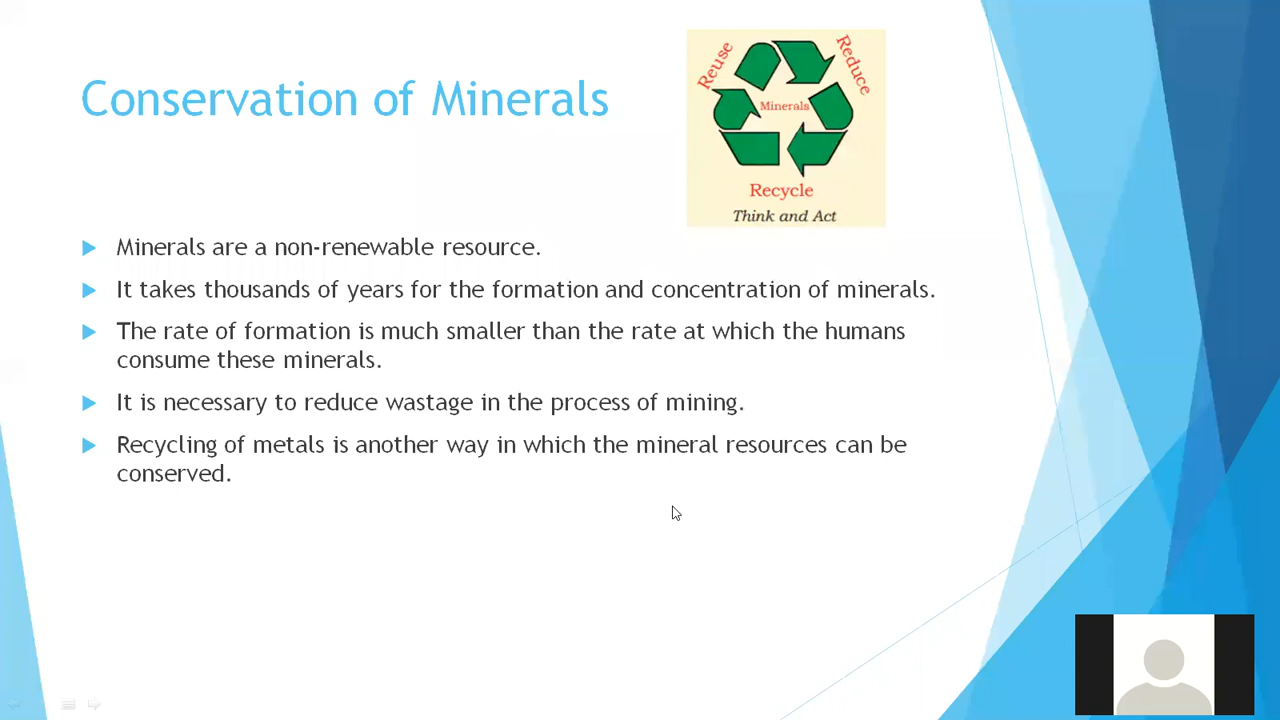 Conservation of Minerals
Reuse
Reduce
Minerals
Recycle
Think and Act
Minerals are a non-renewable resource.
It takes thousands of years for the formation and concentration of minerals.
The rate of formation is much smaller than the rate at which the humans
consume these minerals.
It is necessary to reduce wastage in the process of mining.
Recycling of metals is another way in which the mineral resources can be
conserved.